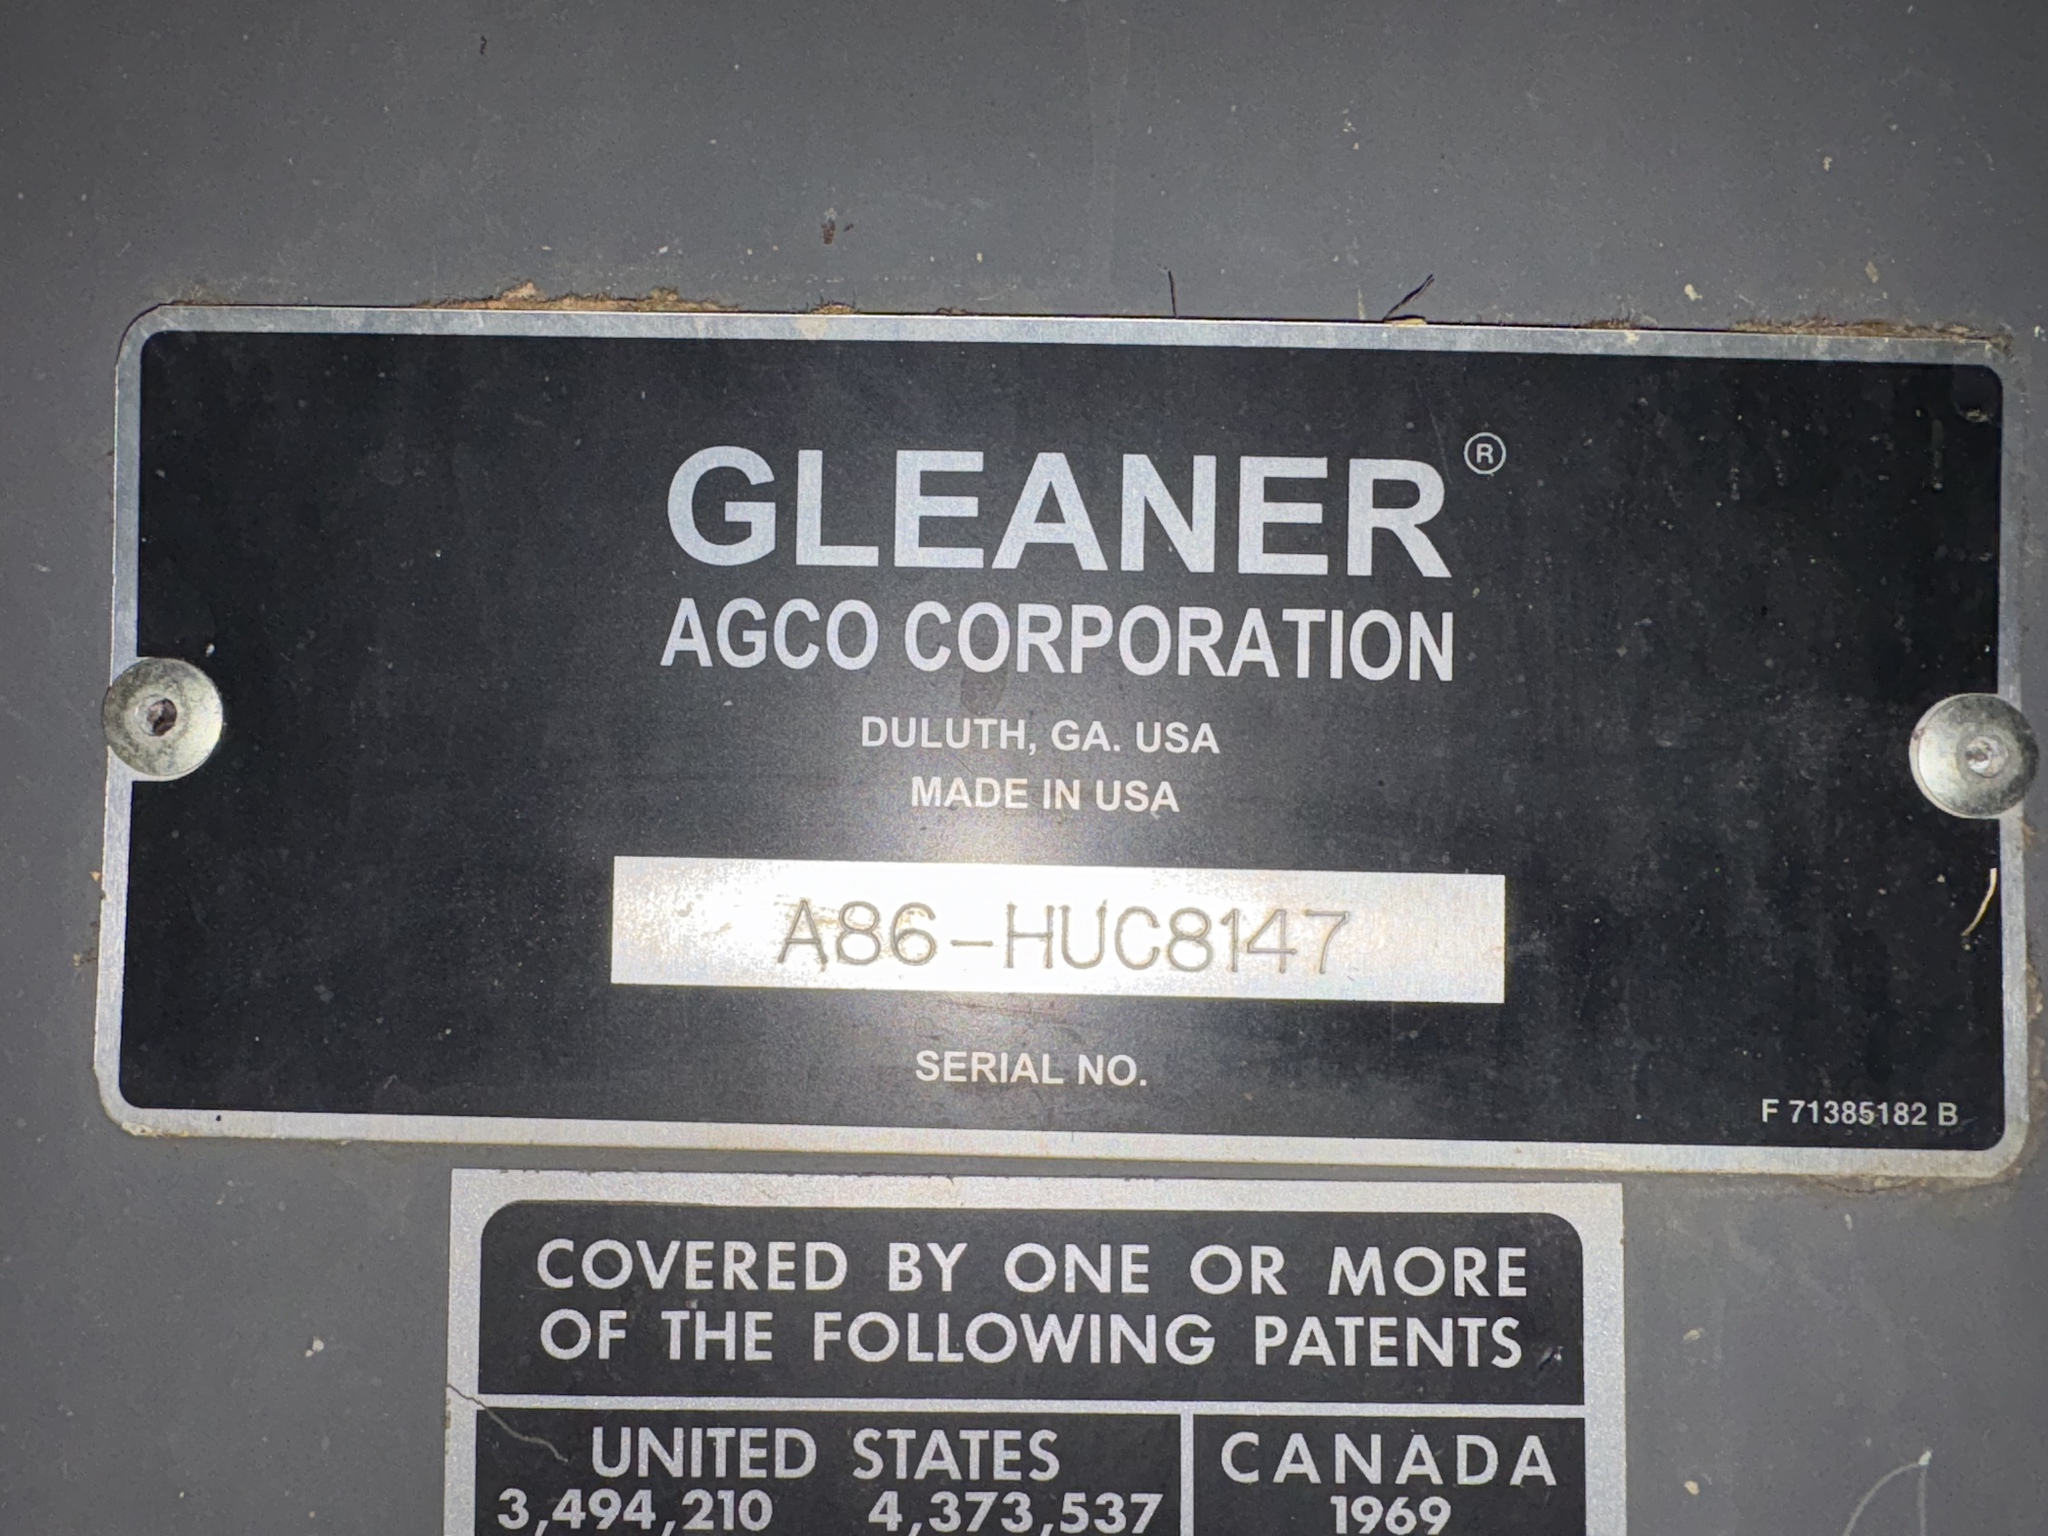 GLEANER®
AGCO CORPORATION
DULUTH, GA. USA
MADE IN USA
A86-HUC8147
SERIAL NO.
F 71385182 B
COVERED BY ONE OR MORE
OF THE FOLLOWING PATENTS
UNITED STATES
CANADA
3,494,210 4,373,537
1969